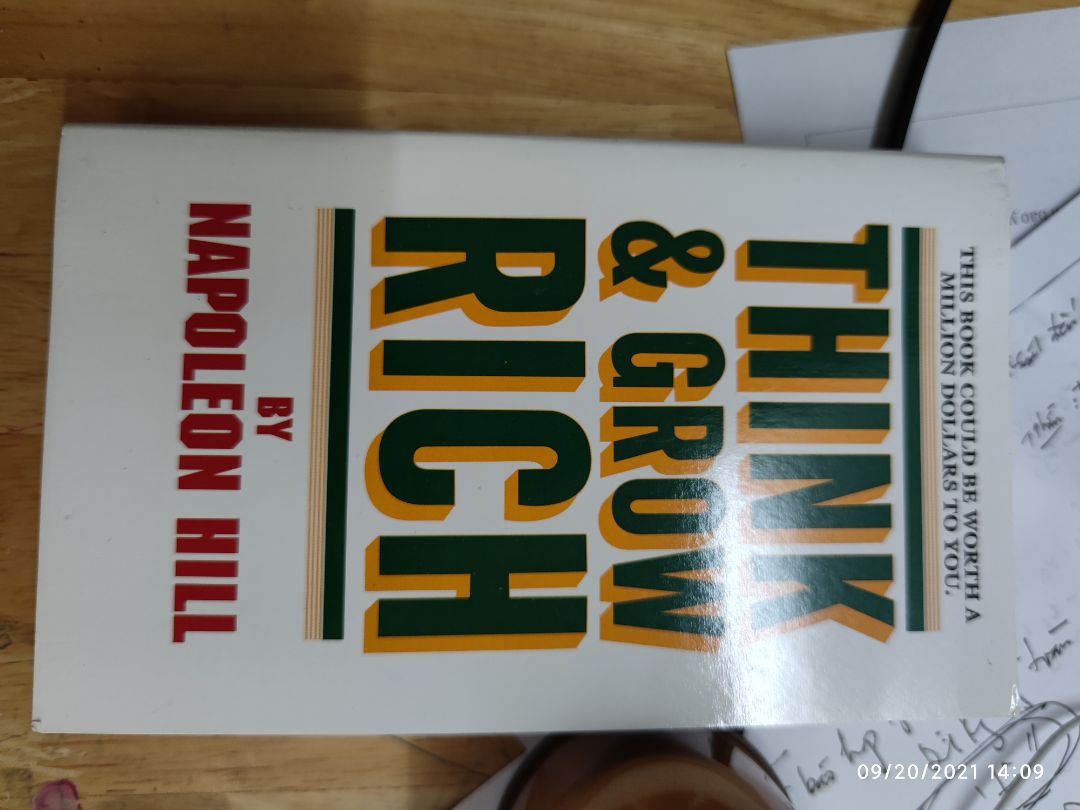 THIS BOOK COULD BE WORTH A
MILLION DOLLARS TO YOU.
THINK
& GROW
RICH
BY
NAPOLEON HILL
09/20/2021 14:09